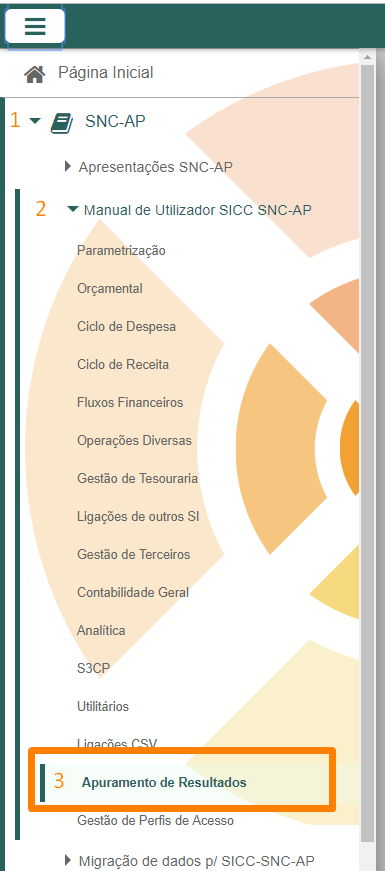 Página Inicial
1 SNC-AP
Apresentações SNC-AP
2 Manual de Utilizador SICC SNC-AP
Parametrização
Orçamental
Ciclo de Despesa
Ciclo de Receita
Fluxos Financeiros
Operações Diversas
Gestão de Tesouraria
Ligações de outros SI
Gestão de Terceiros
Contabilidade Geral
Analítica
S3CP
Utilitários
Ligações CSV
3 Apuramento de Resultados
Gestão de Perfis de Acesso
Migração de dados p/ SICC-SNC-AP